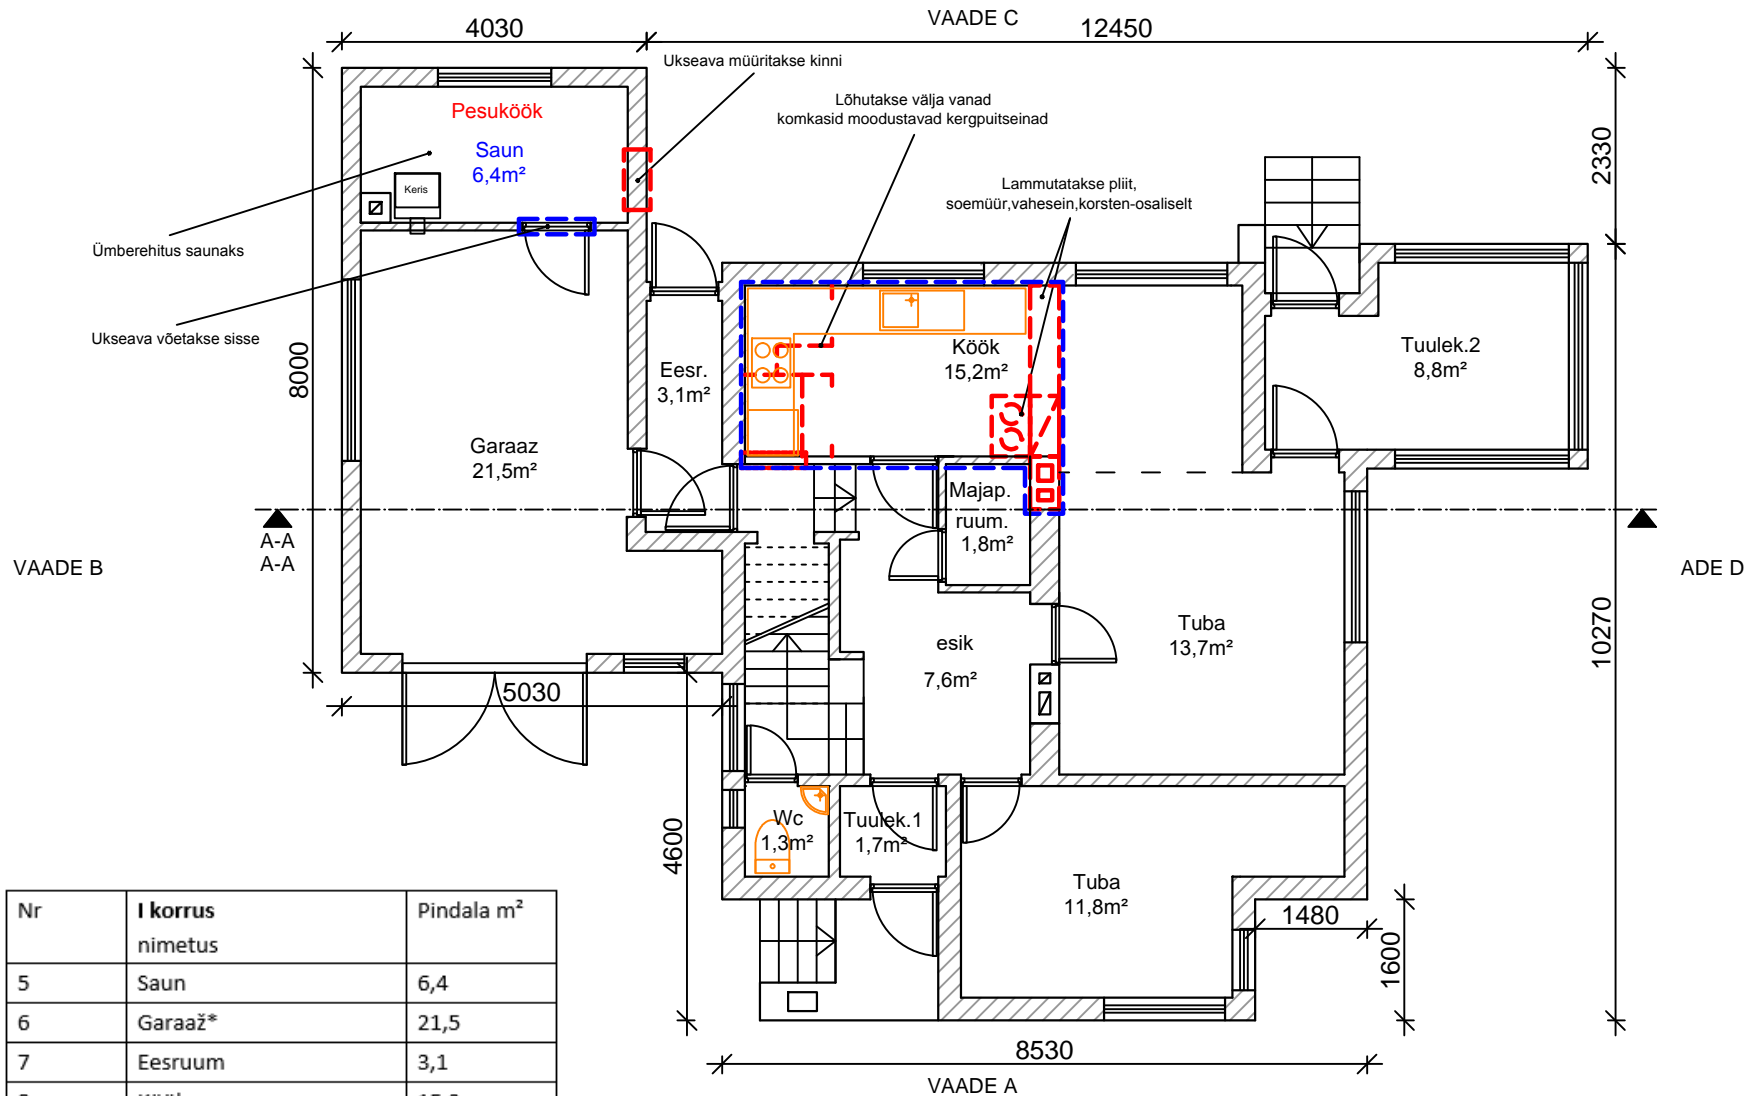 VAADE C
4030
12450
Ukseava müüritakse kinni
Lõhutakse välja vanad
komkasid moodustavad kergpuitseinad
Pesuköök
Saun
6,4m²
Keris
Lammutatakse pliit,
soemüür,vahesein,korsten-osaliselt
2330
Ümberehitus saunaks
Ukseava võetakse sisse
8000
Eesr.
3,1m²
Köök
15,2m²
Tuulek.2
8,8m²
Garaaz
21,5m²
Majap.
ruum.
1,8m²
A-A
A-A
VAADE B
ADE D
10270
esik
7,6m²
Tuba
13,7m²
5030
4600
Wc
1,3m²
Tuulek.1
1,7m²
Tuba
11,8m²
1480
1600
8530
VAADE A
Nr I korrus Pindala m²
nimetus
5 Saun 6,4
6 Garaaž* 21,5
7 Eesruum 3,1